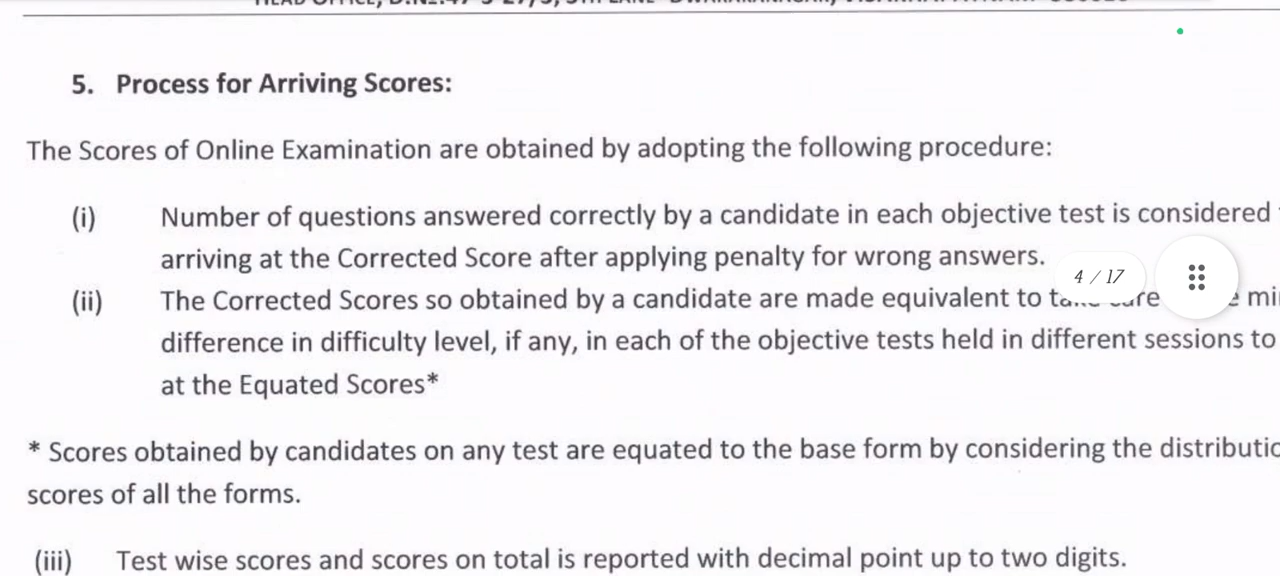 5. Process for Arriving Scores:
The Scores of Online Examination are obtained by adopting the following procedure:
(i) Number of questions answered correctly by a candidate in each objective test is considered
arriving at the Corrected Score after applying penalty for wrong answers.
4 / 17
(ii) The Corrected Scores so obtained by a candidate are made equivalent to
difference in difficulty level, if any, in each of the objective tests held in different sessions to
at the Equated Scores*
* Scores obtained by candidates on any test are equated to the base form by considering the
scores of all the forms.
(iii) Test wise scores and scores on total is reported with decimal point up to two digits.